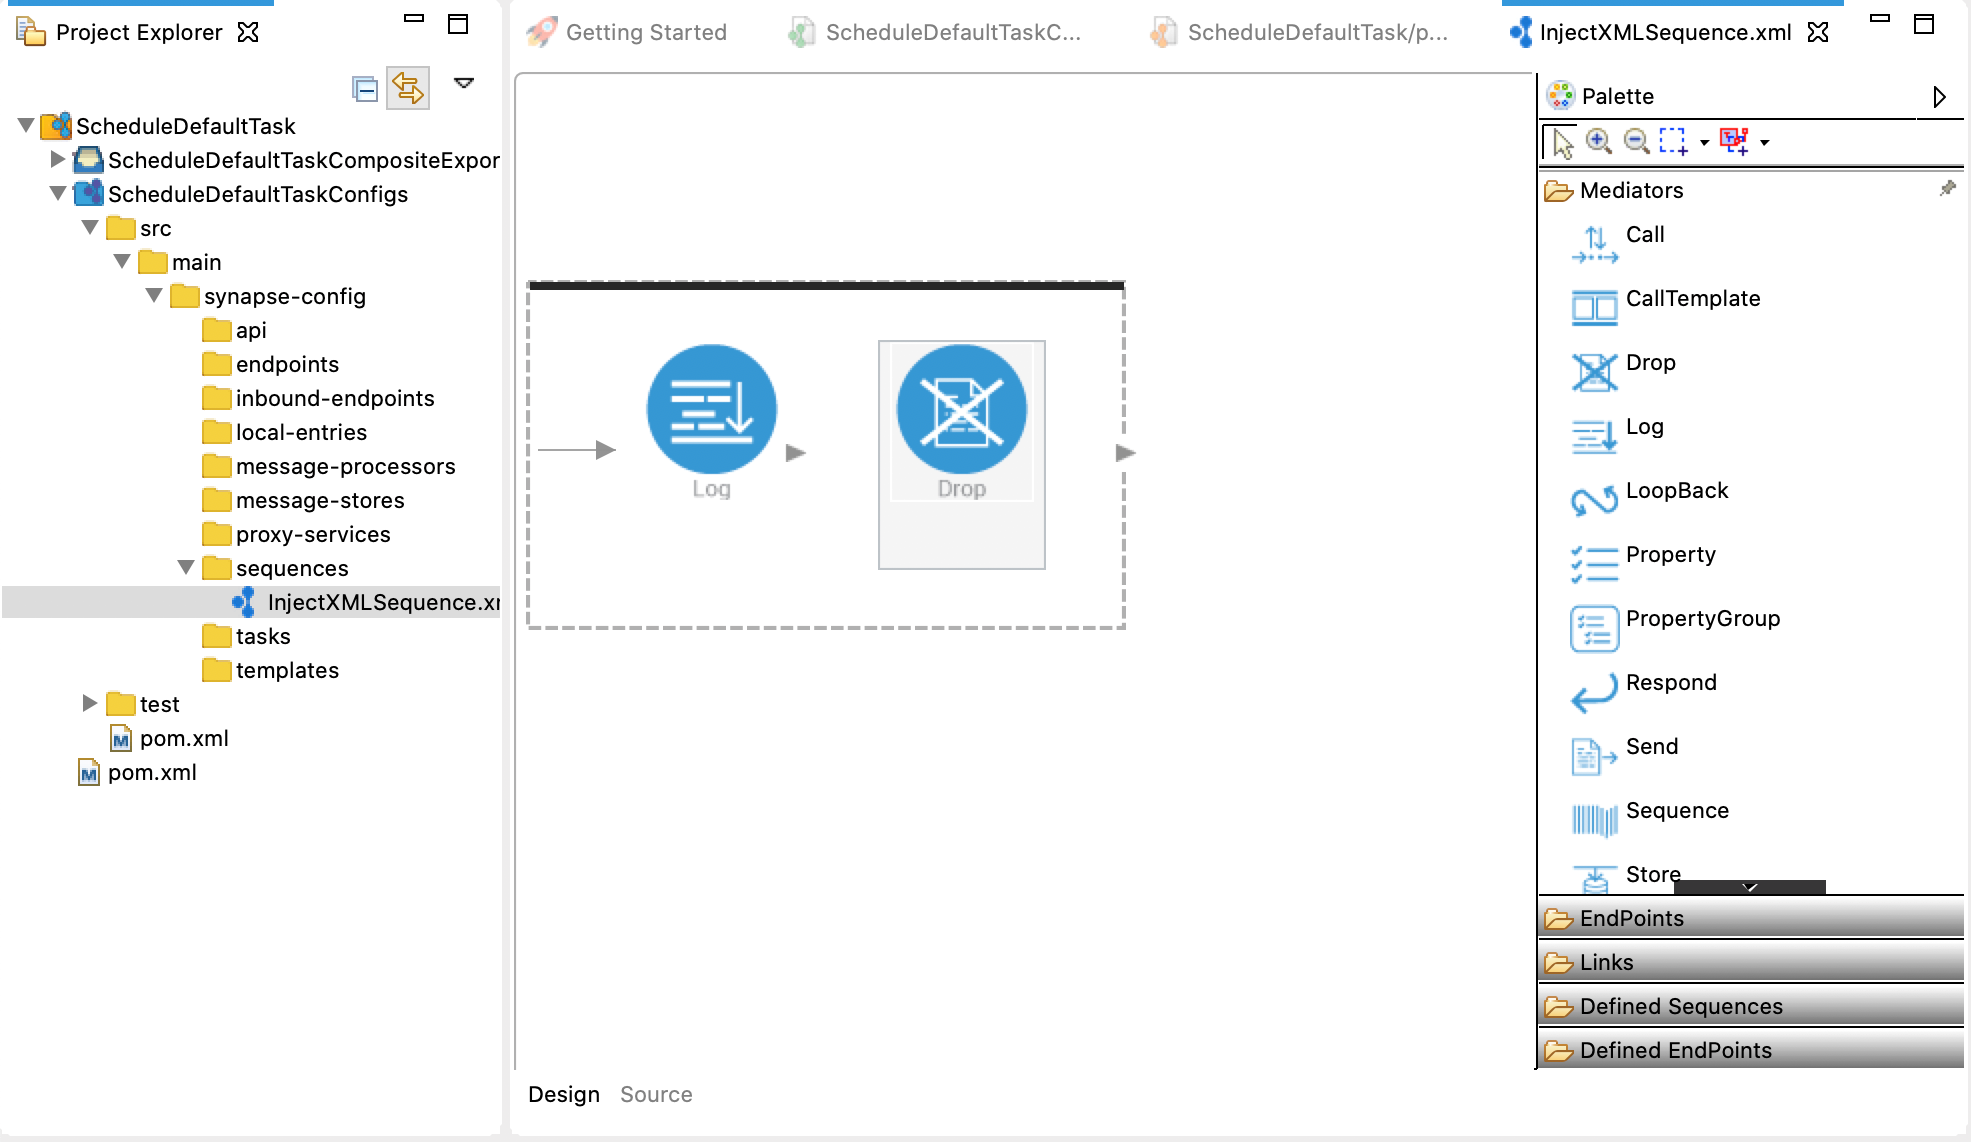 Project Explorer
ScheduleDefaultTask
ScheduleDefaultTaskCompositeExpor
ScheduleDefaultTaskConfigs
src
main
synapse-config
api
endpoints
inbound-endpoints
local-entries
message-processors
message-stores
proxy-services
sequences
InjectXMLSequence.xr
tasks
templates
test
pom.xml
pom.xml
Getting Started
ScheduleDefaultTaskC...
ScheduleDefaultTask/p...
InjectXMLSequence.xml
Log
Drop
Design
Source
Palette
Mediators
Call
CallTemplate
Drop
Log
LoopBack
Property
PropertyGroup
Respond
Send
Sequence
Store
EndPoints
Links
Defined Sequences
Defined EndPoints